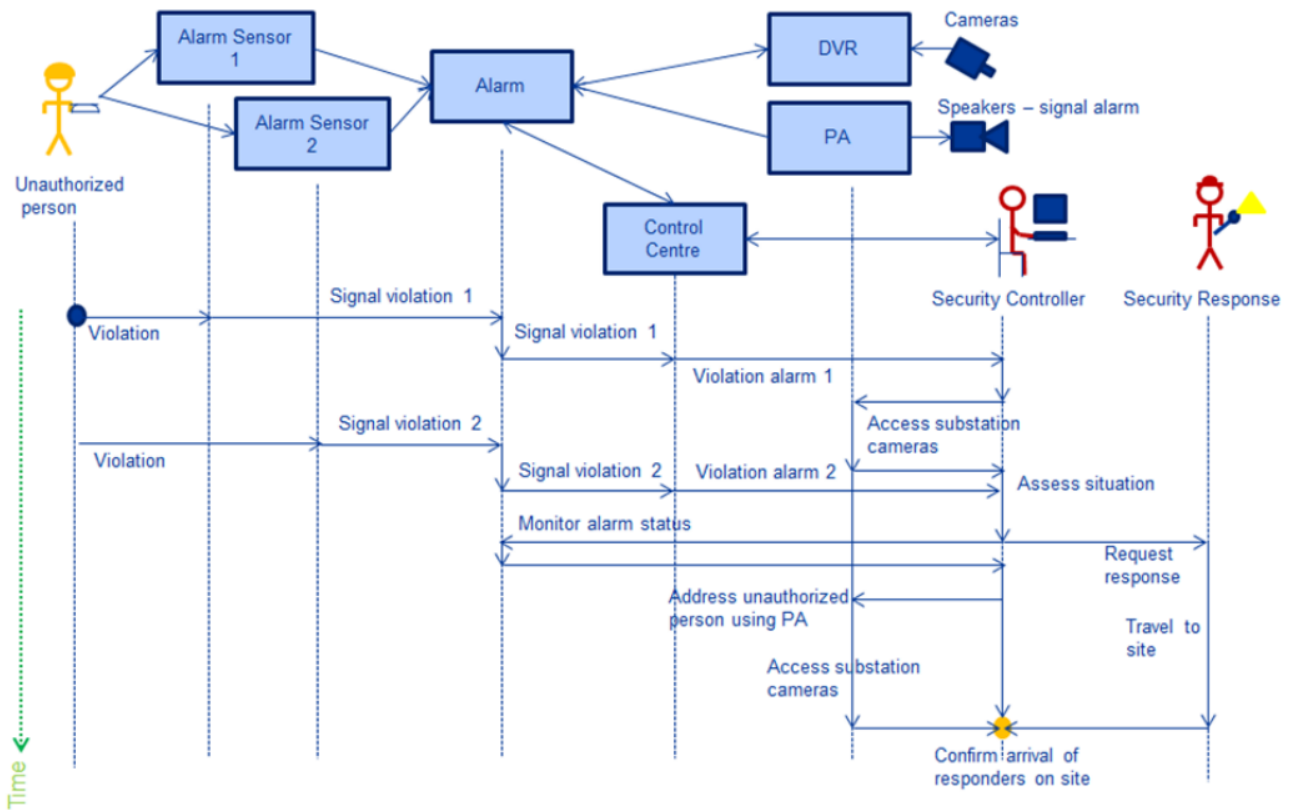 Cameras
Alarm Sensor
1
DVR
Alarm
Speakers – signal alarm
Alarm Sensor
2
PA
Unauthorized
person
Control
Centre
Security Controller
Security Response
Signal violation 1
Violation
Signal violation 1
Violation alarm 1
Access substation
cameras
Signal violation 2
Violation
Signal violation 2
Violation alarm 2
Assess situation
Monitor alarm status
Request
response
Address unauthorized
person using PA
Travel to
site
Access substation
cameras
Confirm arrival of
responders on site
Time